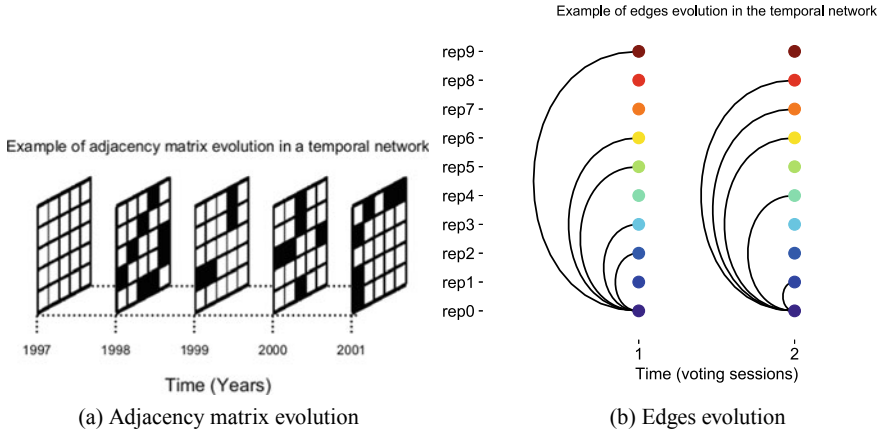 Example of adjacency matrix evolution in a temporal network
1997
1998
1999
2000
2001
Time (Years)
(a) Adjacency matrix evolution
Example of edges evolution in the temporal network
rep9
rep8
rep7
rep6
rep5
rep4
rep3
rep2
rep1
rep0
1
2
Time (voting sessions)
(b) Edges evolution